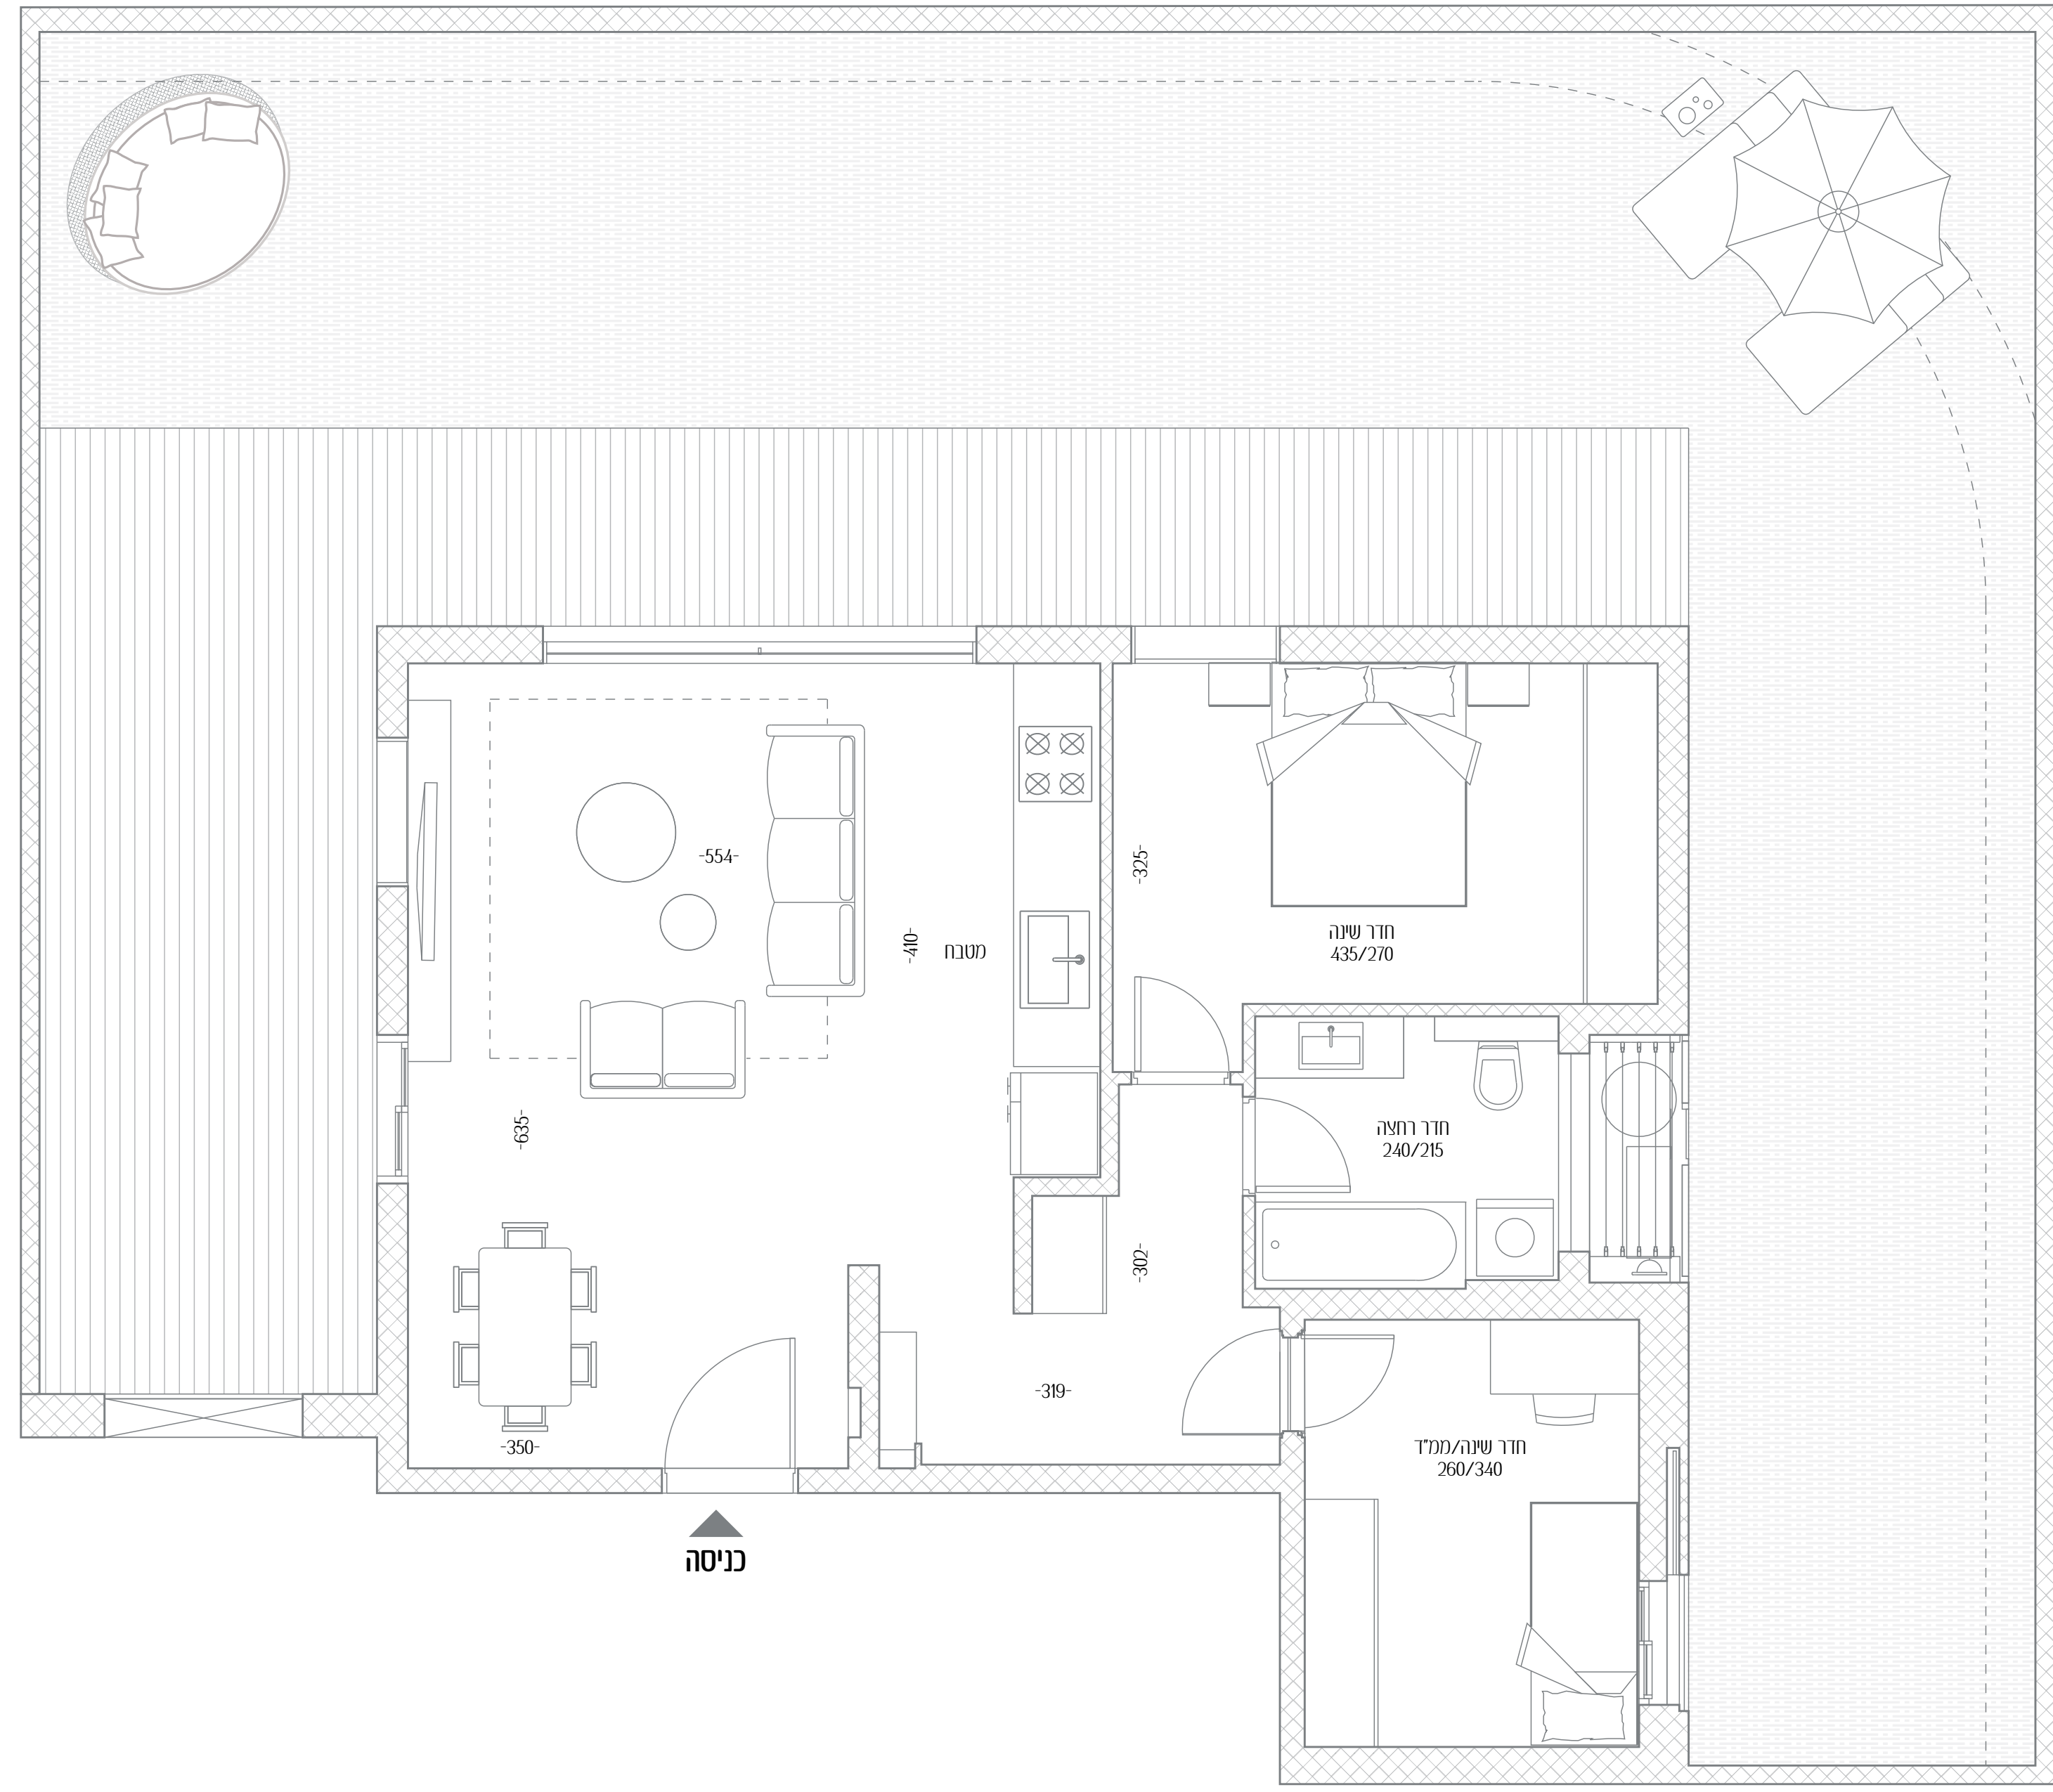 -554-
-325-
-410-
מטבח
חדר שינה
435/270
-635-
חדר רחצה
240/215
-302-
-319-
-350-
חדר שינה/ממ"ד
260/340
כניסה